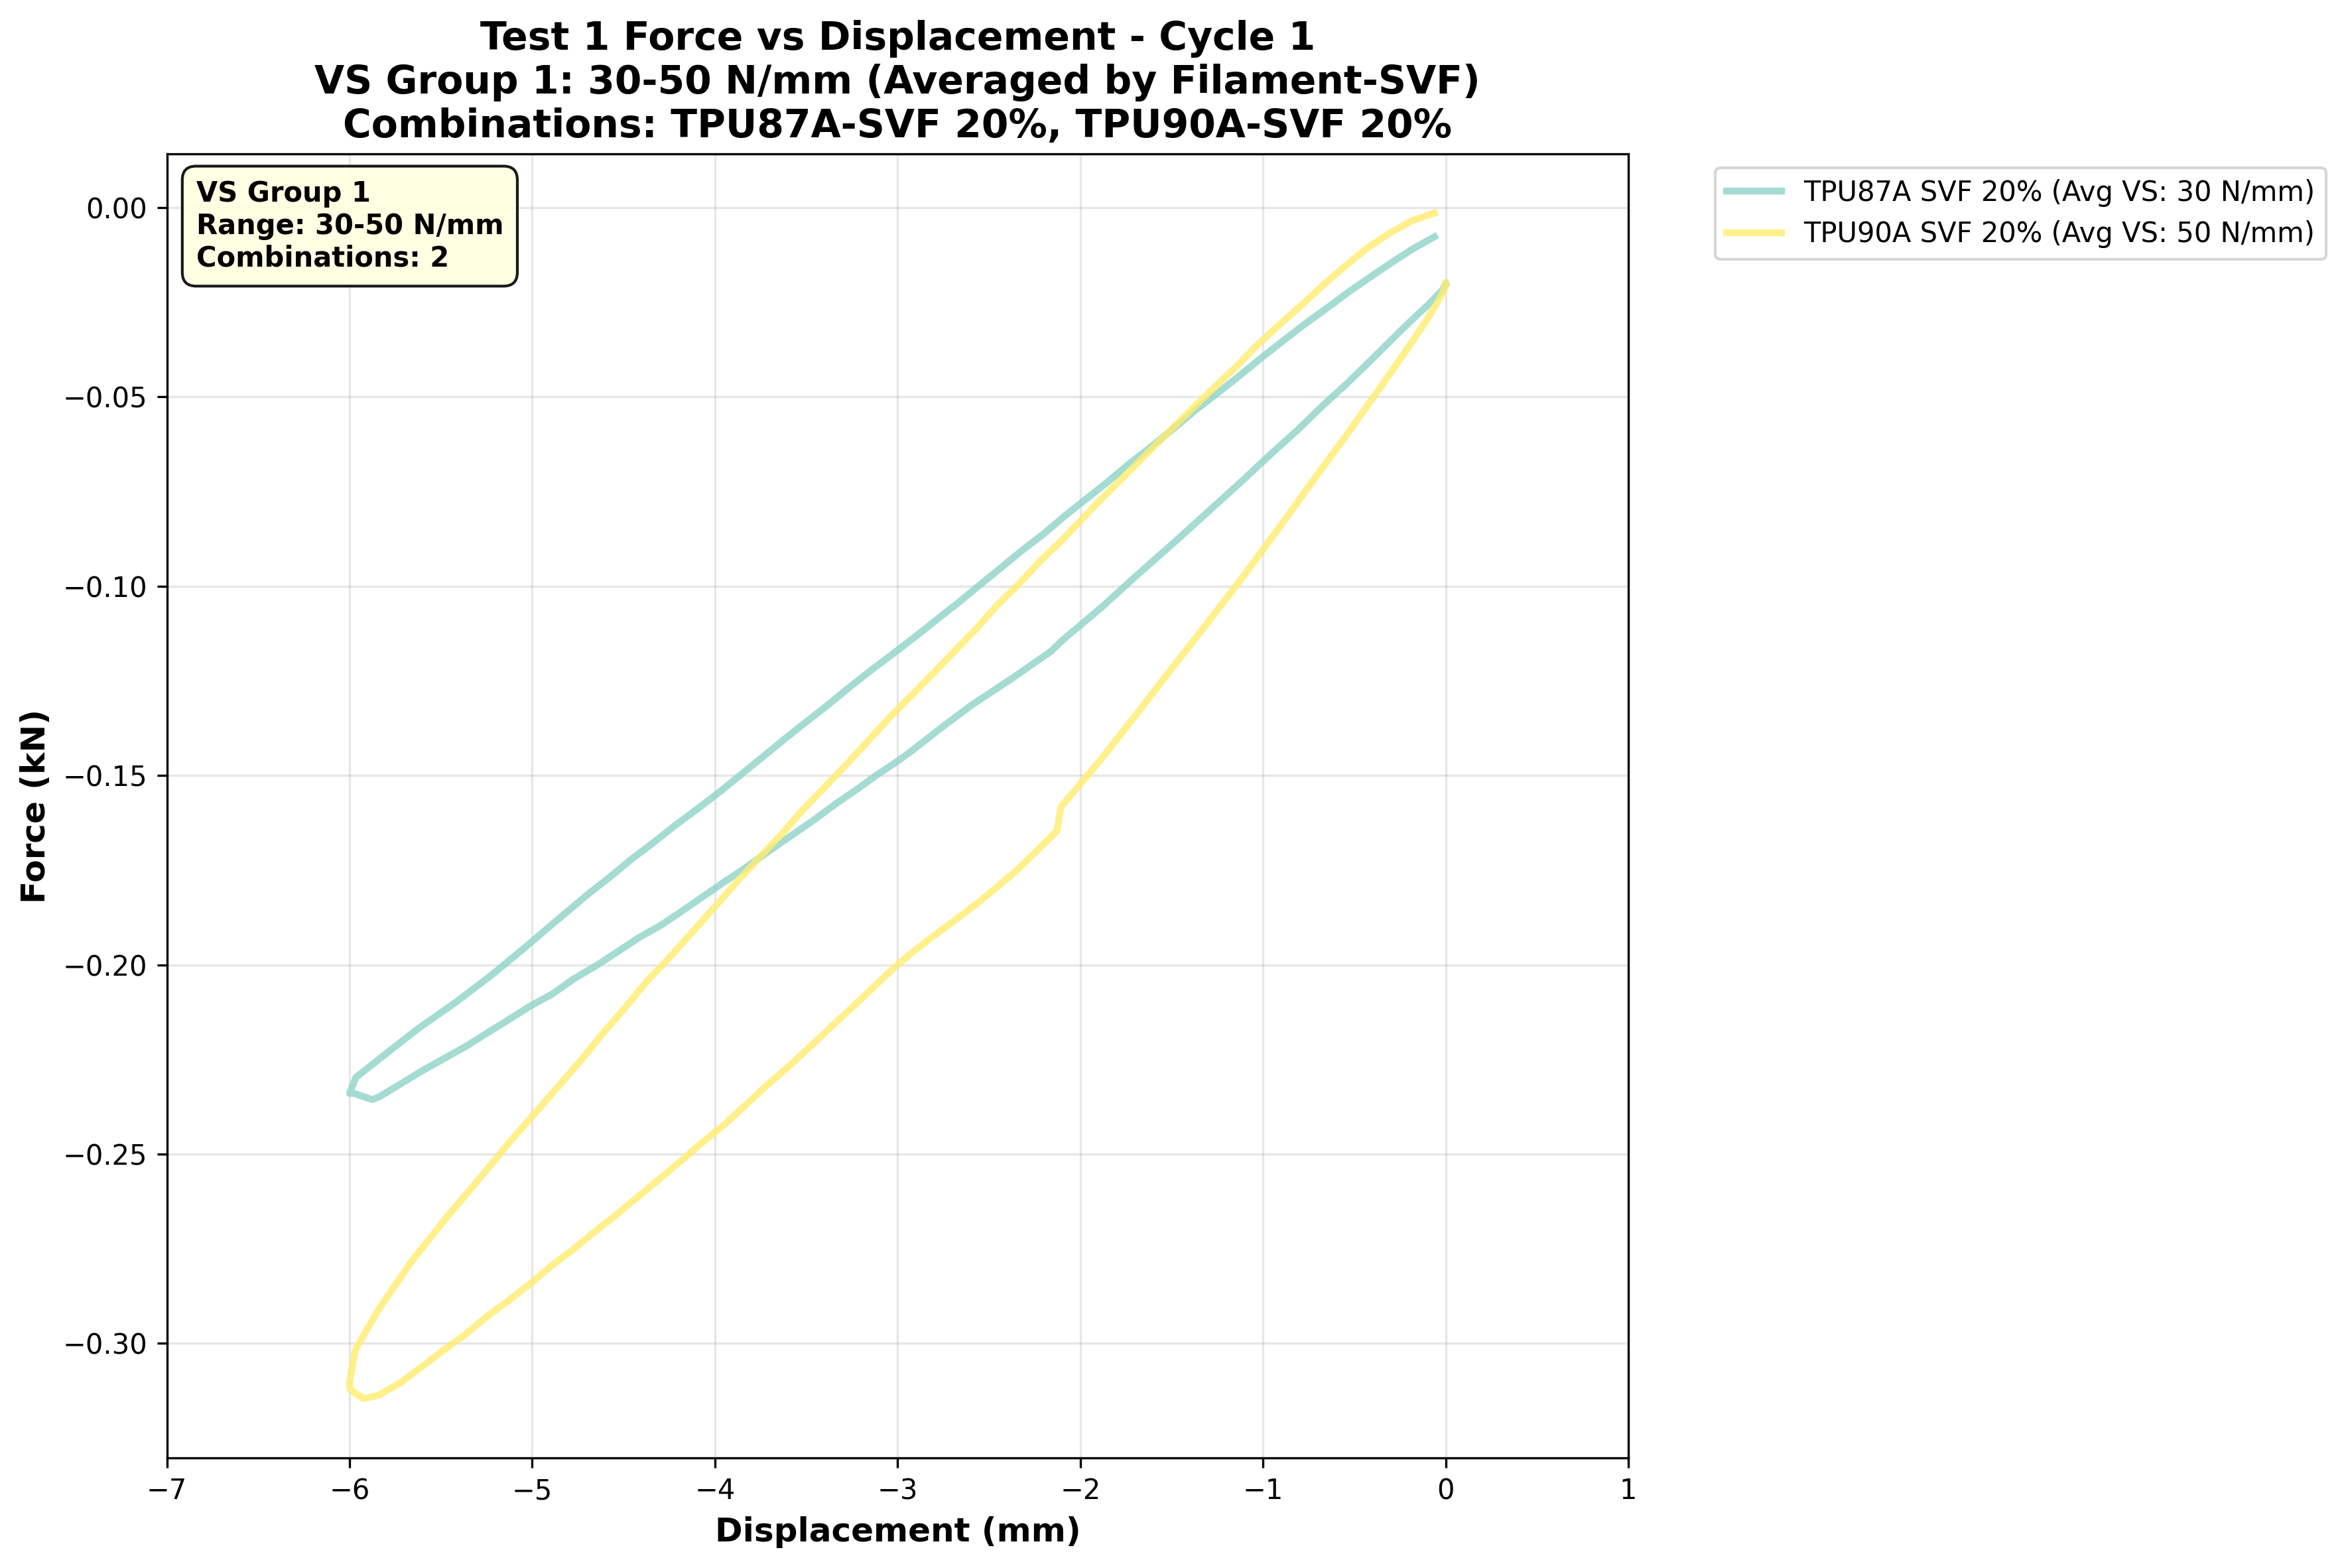 Test 1 Force vs Displacement - Cycle 1
VS Group 1: 30-50 N/mm (Averaged by Filament-SVF)
Combinations: TPU87A-SVF 20%, TPU90A-SVF 20%
VS Group 1
Range: 30-50 N/mm
Combinations: 2
TPU87A SVF 20% (Avg VS: 30 N/mm)
TPU90A SVF 20% (Avg VS: 50 N/mm)
Force (kN)
0.00
−0.05
−0.10
−0.15
−0.20
−0.25
−0.30
−7 −6 −5 −4 −3 −2 −1 0 1
Displacement (mm)